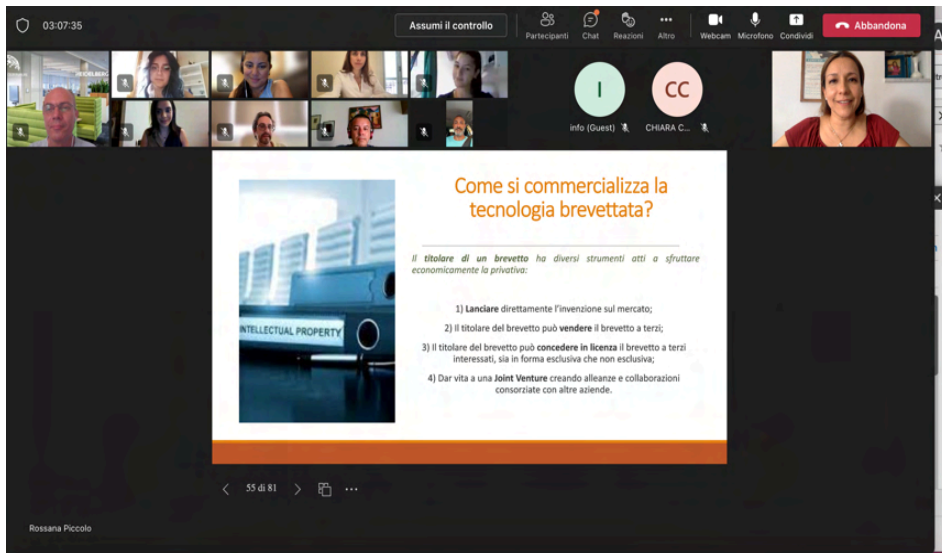 03:07:35
Assumi il controllo
Partecipanti
Chat
Reazioni
Altro
Webcam
Microfono
Condividi
Abbandona
HEIDELBERG
I
CC
info (Guest)
CHIARA C...
Come si commercializza la
tecnologia brevettata?
Il titolare di un brevetto ha diversi strumenti atti a sfruttare
economicamente la privativa:
1) Lanciare direttamente l'invenzione sul mercato;
2) Il titolare del brevetto può vendere il brevetto a terzi;
3) Il titolare del brevetto può concedere in licenza il brevetto a terzi
interessati, sia in forma esclusiva che non esclusiva;
4) Dar vita a una Joint Venture creando alleanze e collaborazioni
consorziate con altre aziende.
INTELLECTUAL PROPERTY
55 di 81
Rossana Piccolo